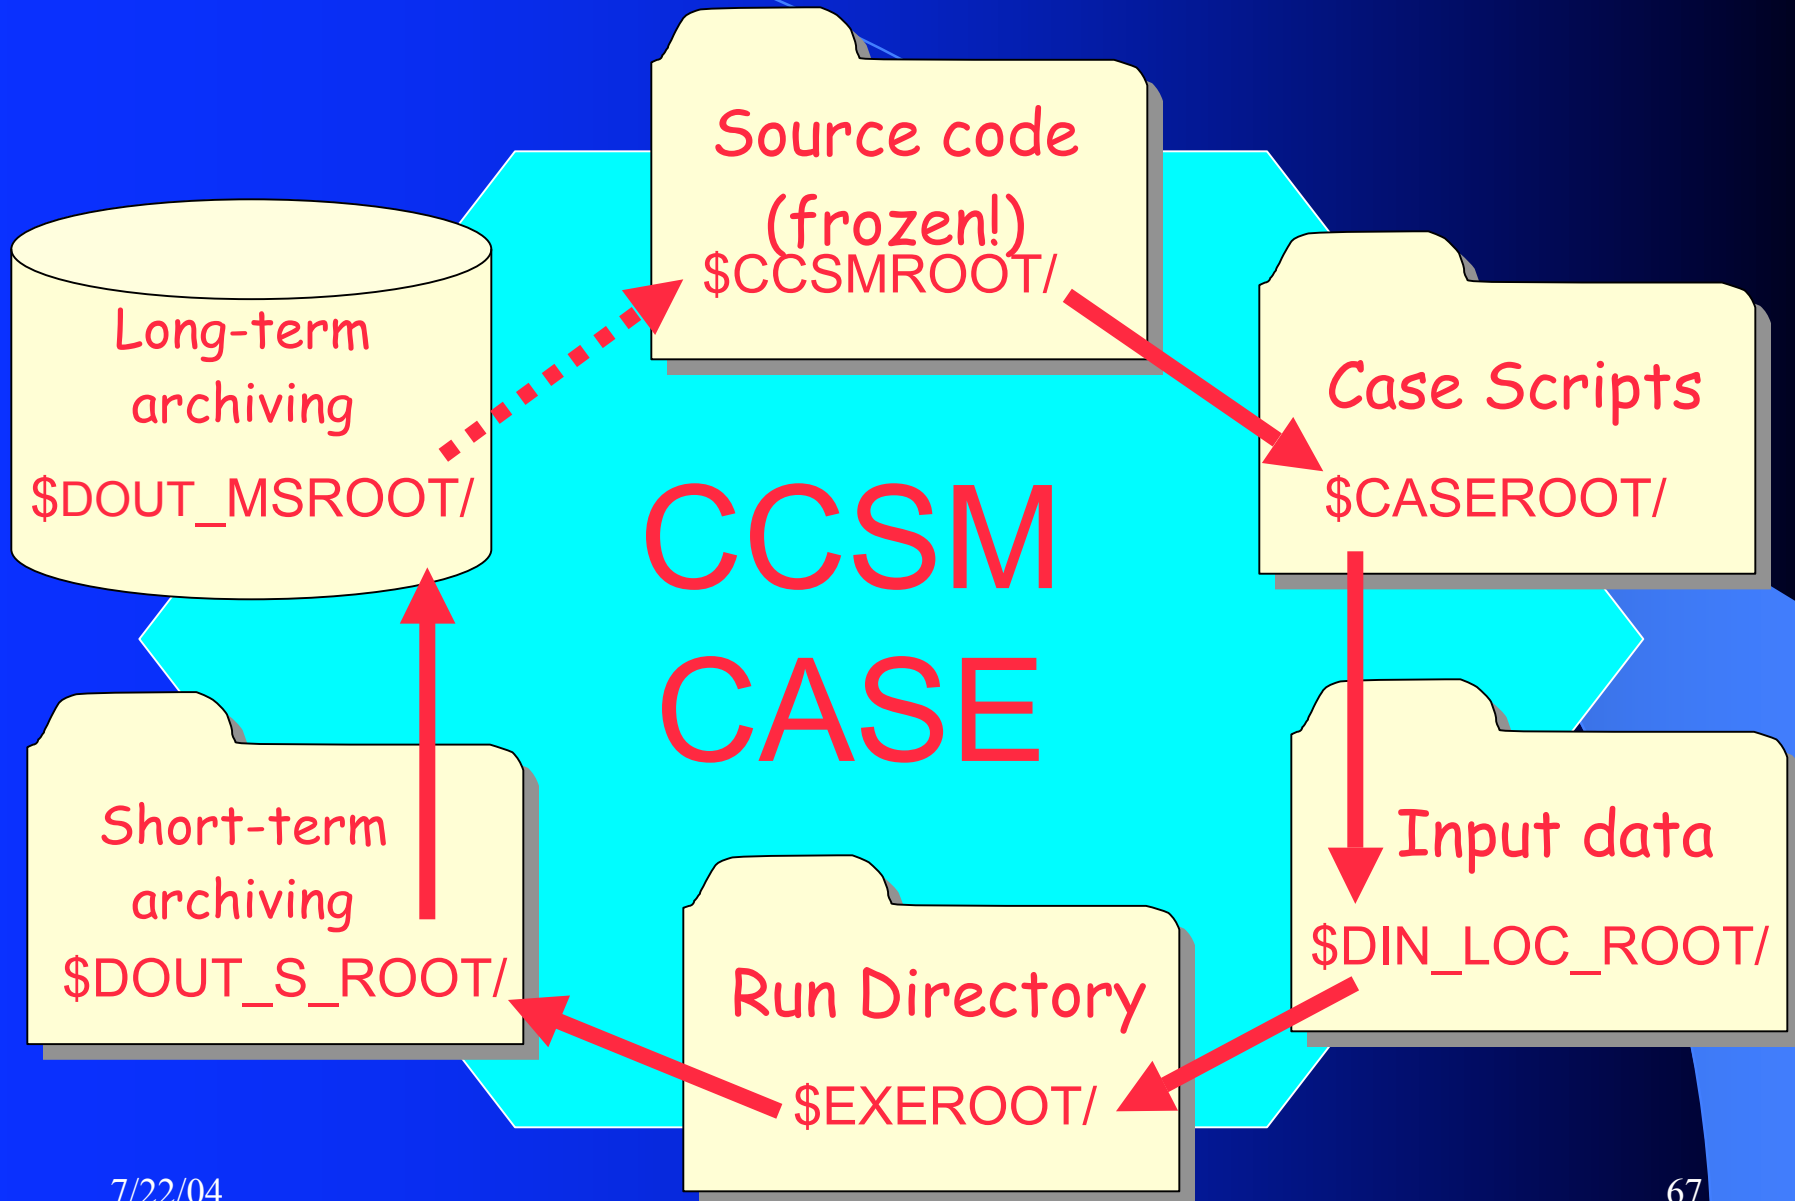 Source code
(frozen!)
$CCSMROOT/
Long-term
archiving
$DOUT_MSROOT/
Case Scripts
$CASEROOT/
CCSM
CASE
Short-term
archiving
$DOUT_S_ROOT/
Run Directory
$EXEROOT/
Input data
$DIN_LOC_ROOT/
7/22/04
67